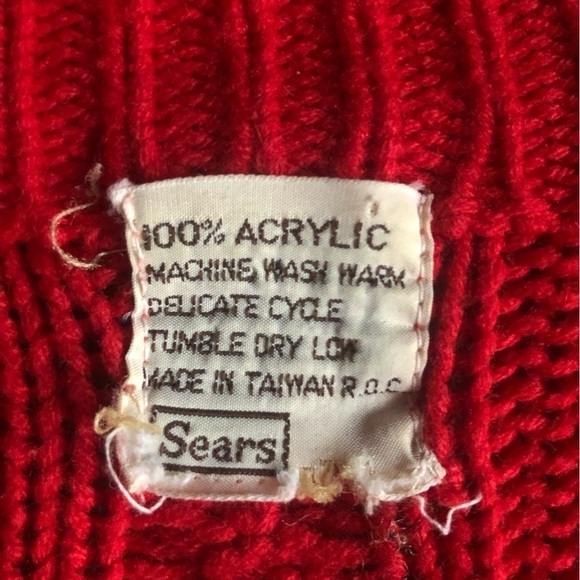 100% ACRYLIC
MACHINE WASH WARM
DELICATE CYCLE
TUMBLE DRY LOW
MADE IN TAIWAN R.O.C
Sears